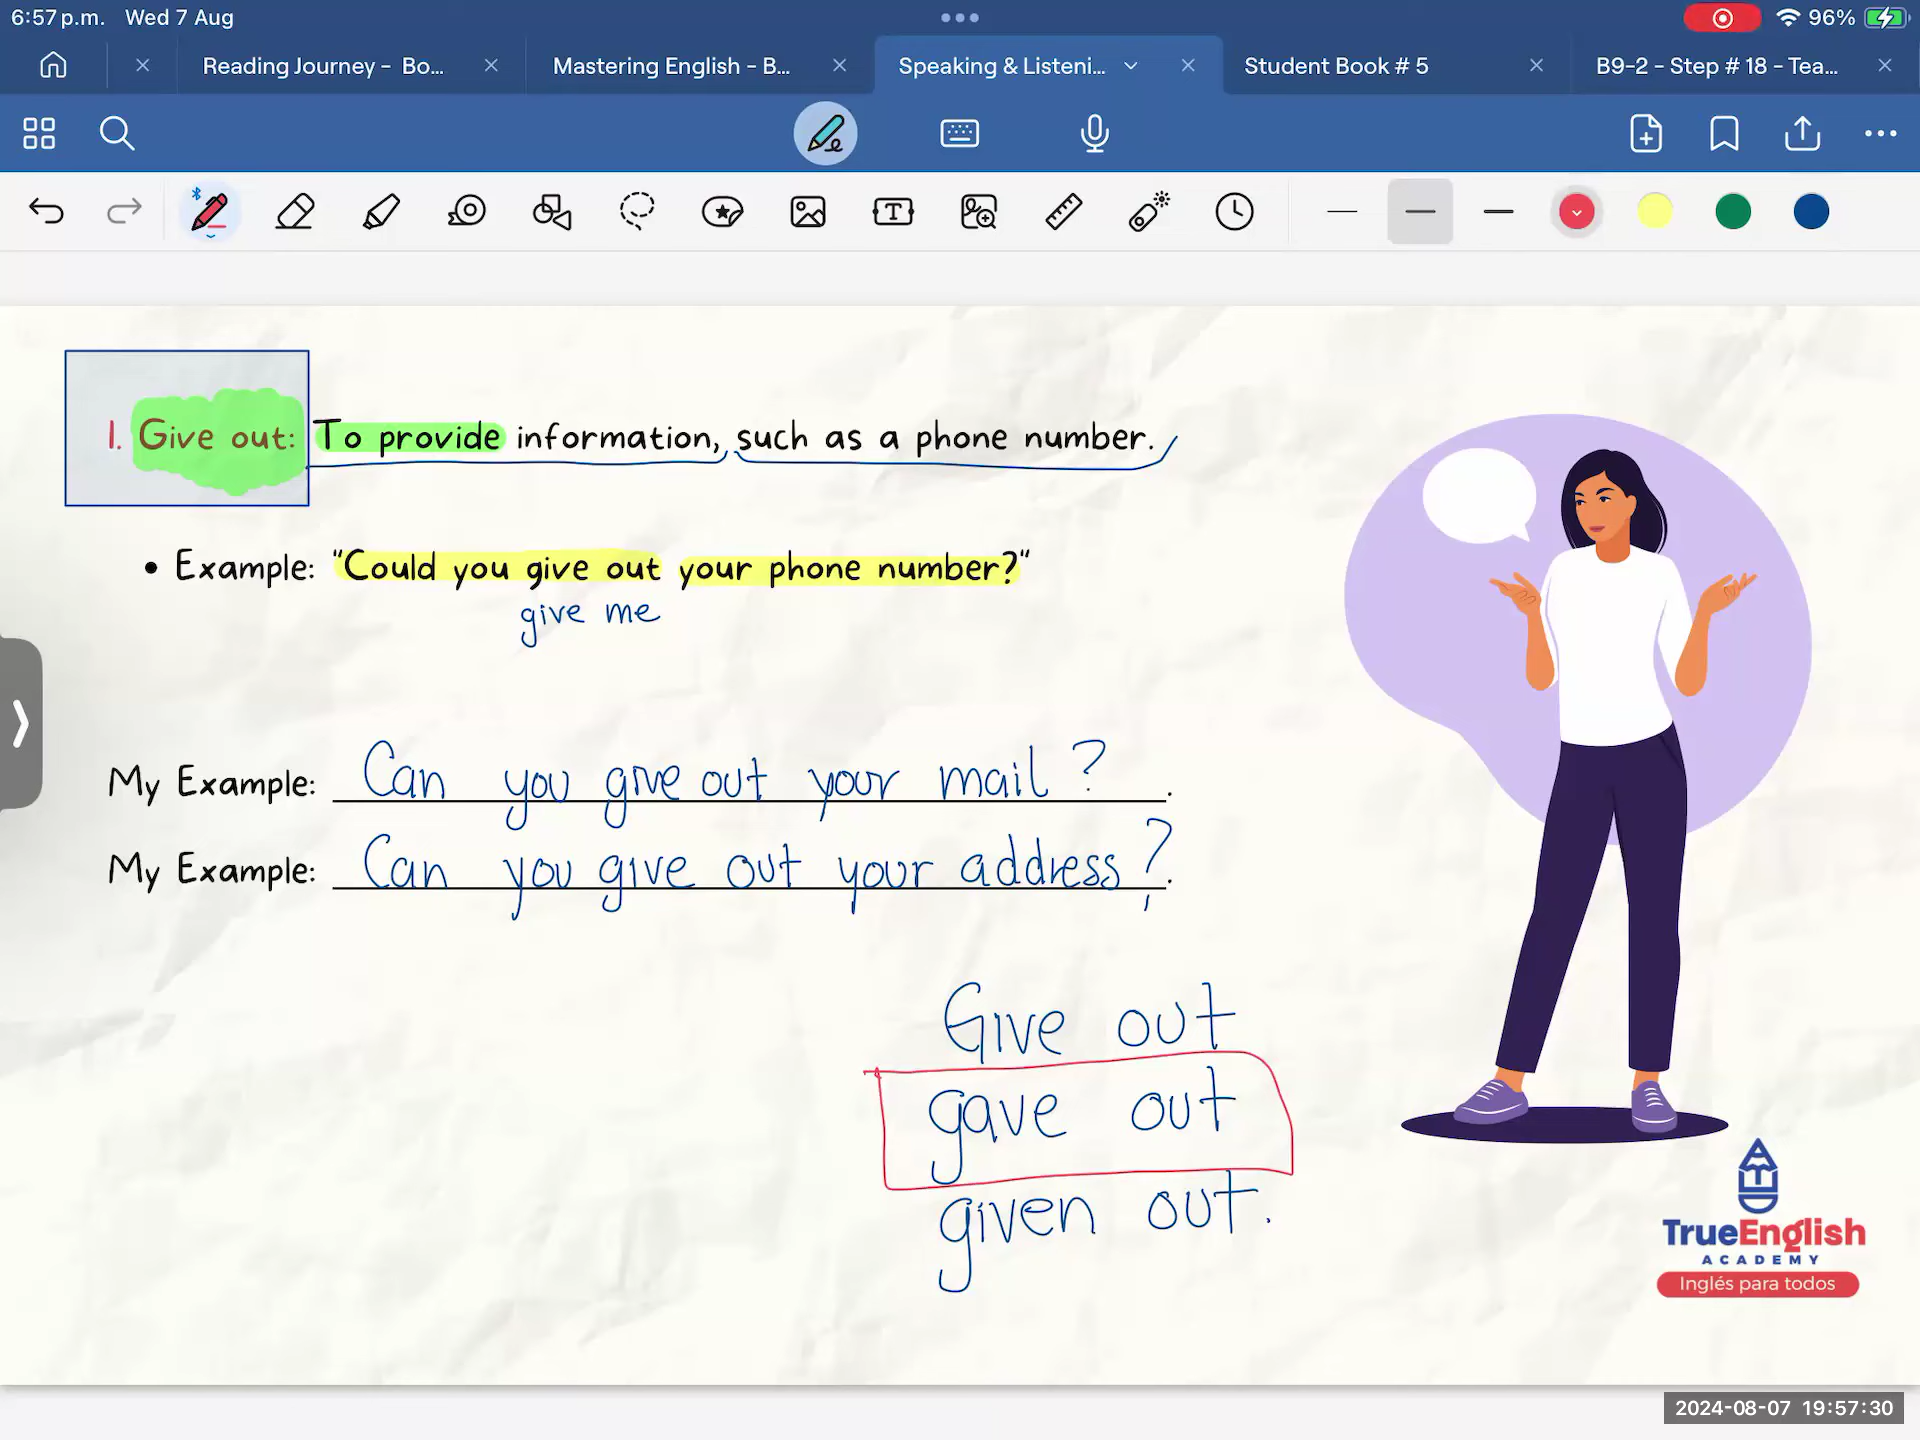 6:57 p.m. Wed 7 Aug
96%
Reading Journey - Bo...
Mastering English - B...
Speaking & Listeni...
Student Book # 5
B9-2 - Step # 18 - Tea...
1. Give out: To provide information, such as a phone number.
• Example: "Could you give out your phone number?"
give me
My Example: Can you give out your mail?
My Example: Can you give out your address?
Give out
gave out
given out.
TrueEnglish
ACADEMY
Inglés para todos
2024-08-07 19:57:30